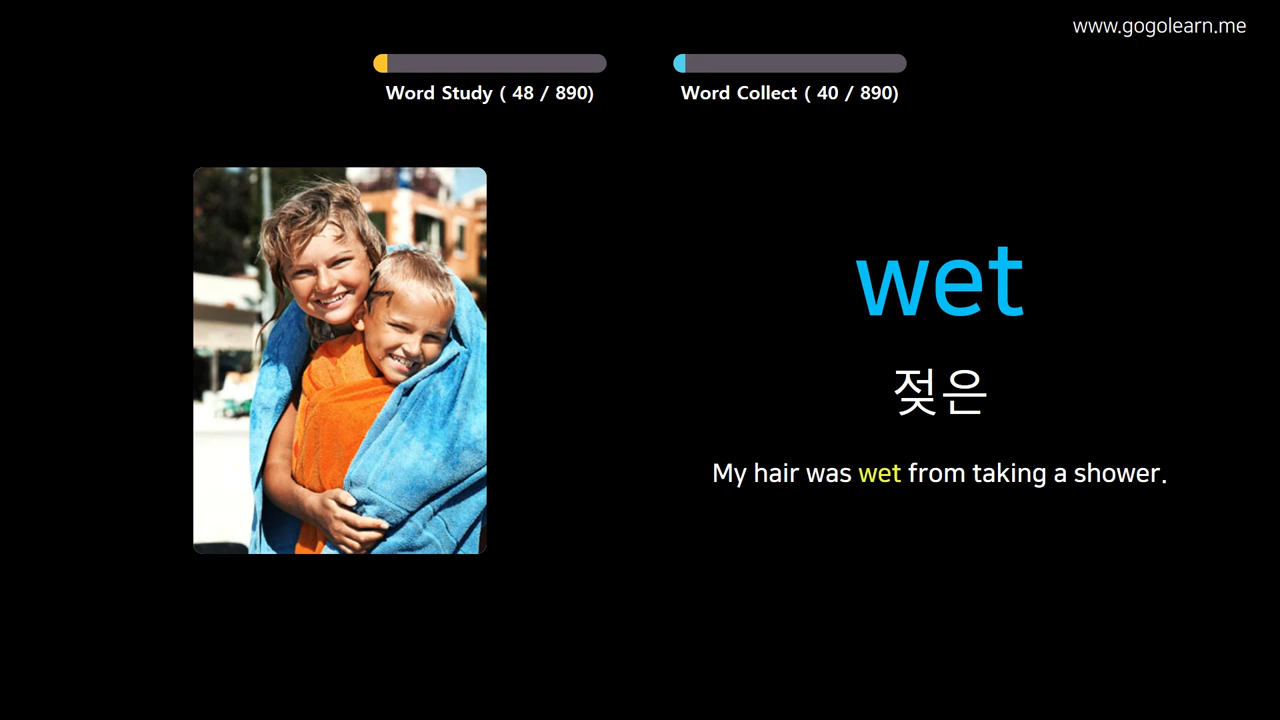 www.gogolearn.me
Word Study ( 48 / 890)
Word Collect ( 40 / 890)
wet
젖은
My hair was wet from taking a shower.